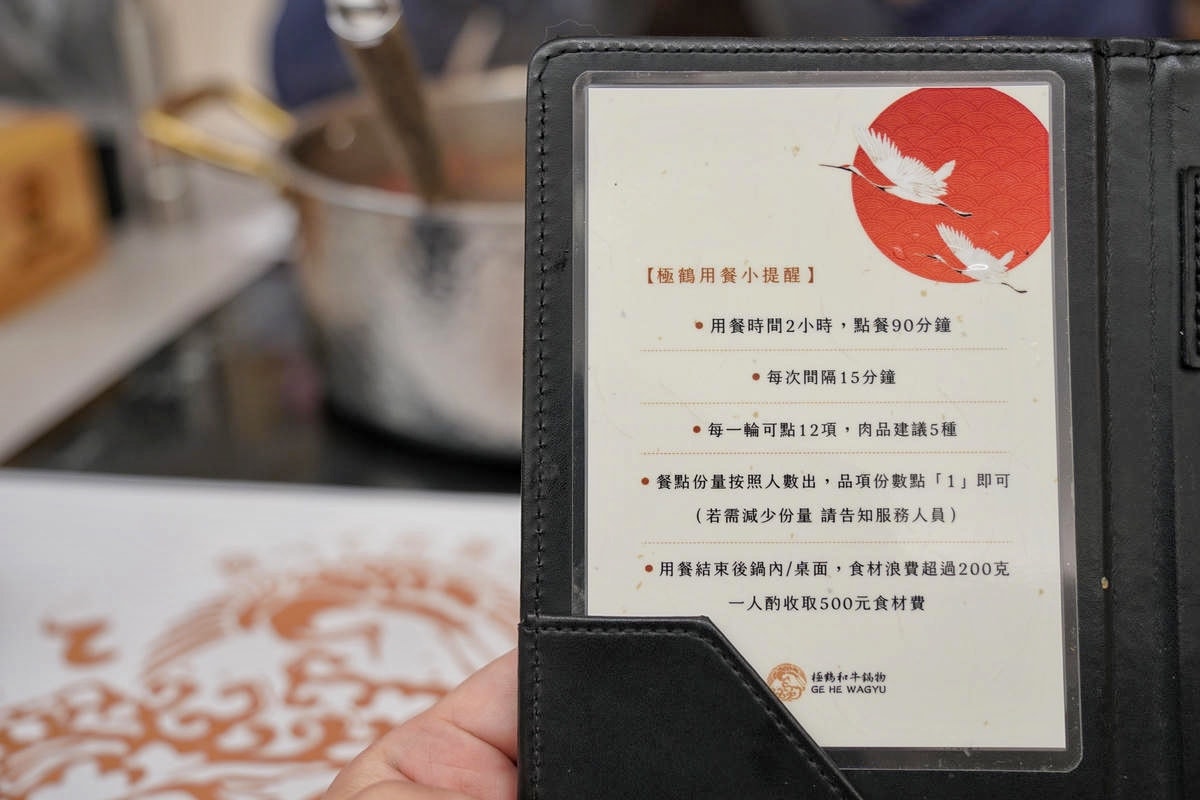 【極鶴用餐小提醒】
• 用餐時間2小時，點餐90分鐘
• 每次間隔15分鐘
• 每一輪可點12項，肉品建議5種
• 餐點份量按照人數出，品項份數點「1」即可
(若需減少份量 請告知服務人員)
• 用餐結束後鍋內/桌面，食材浪費超過200克
一人酌收取500元食材費
極鶴和牛鍋物
GE HE WAGYU